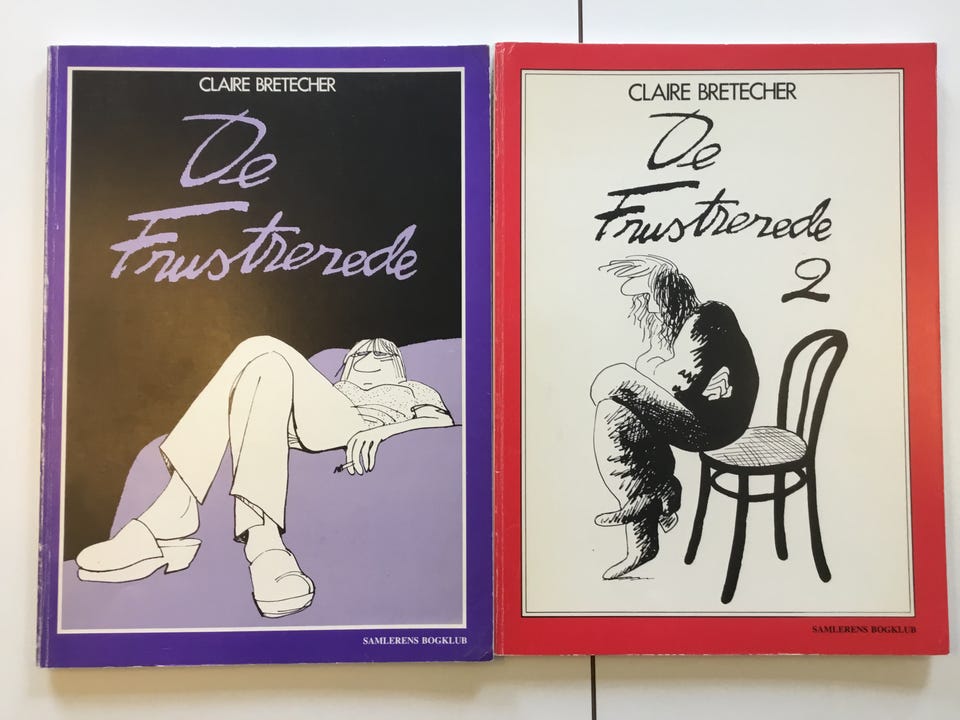 CLAIRE BRETECHER
De
Frustrerede
SAMLERENS BOGKLUB
CLAIRE BRETECHER
De
Frustrerede
2
SAMLERENS BOGKLUB